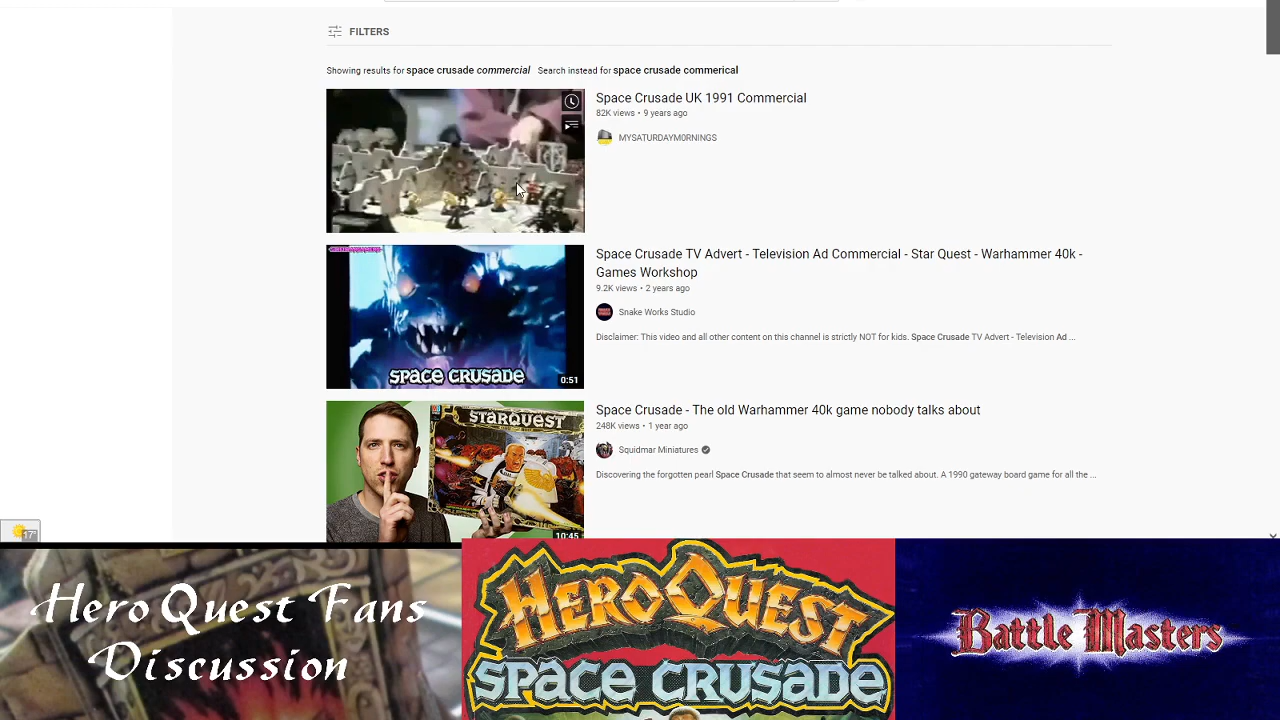 FILTERS
Showing results for space crusade commercial Search instead for space crusade commerical
Space Crusade UK 1991 Commercial
82K views • 9 years ago
MYSATURDAYM0RNINGS
Space Crusade TV Advert - Television Ad Commercial - Star Quest - Warhammer 40k -
Games Workshop
9.2K views • 2 years ago
Snake Works Studio
Disclaimer: This video and all other content on this channel is strictly NOT for kids. Space Crusade TV Advert - Television Ad ...
SPACE CRUSADE
0:51
Space Crusade - The old Warhammer 40k game nobody talks about
248K views • 1 year ago
STARQUEST
Squidmar Miniatures
Discovering the forgotten pearl Space Crusade that seem to almost never be talked about. A 1990 gateway board game for all the ...
10:45
17°
HeroQuest Fans
Discussion
HEROQUEST
SPACE CRUSADE
Battle Masters